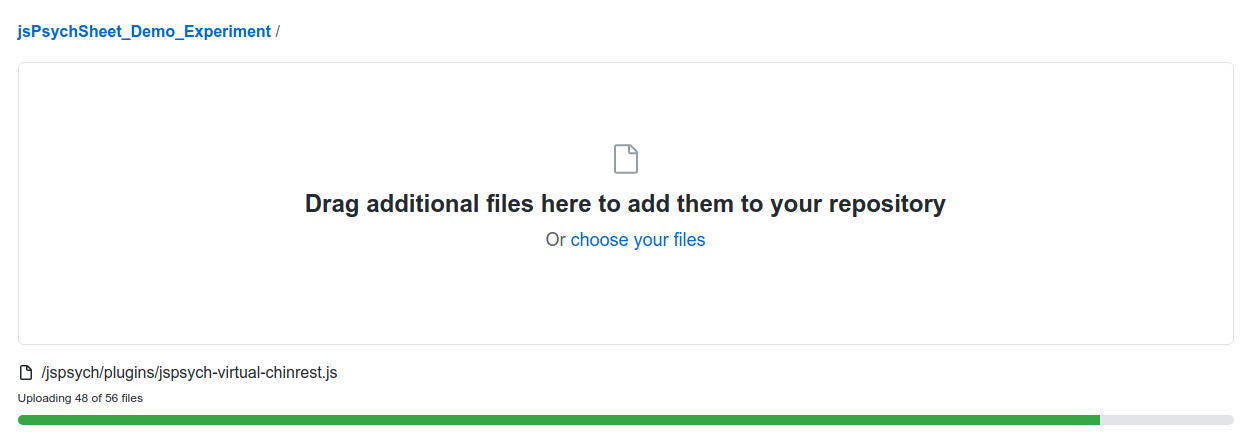 jsPsychSheet_Demo_Experiment /
Drag additional files here to add them to your repository
Or choose your files
/jspsych/plugins/jspsych-virtual-chinrest.js
Uploading 48 of 56 files